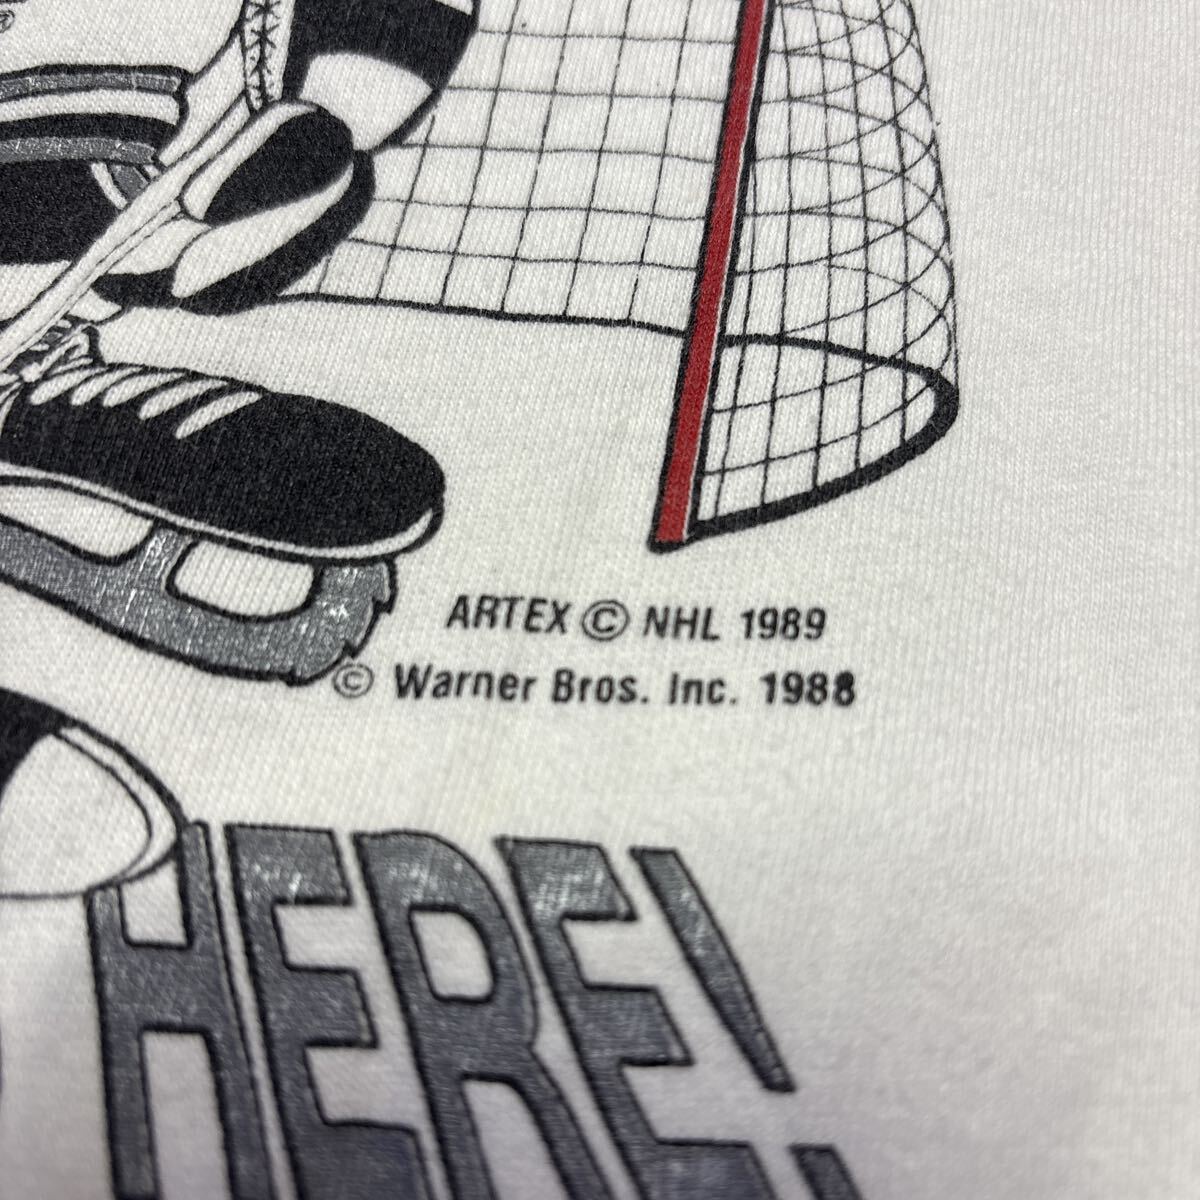 ®
ARTEX © NHL 1989
© Warner Bros. Inc. 1988
HERE!